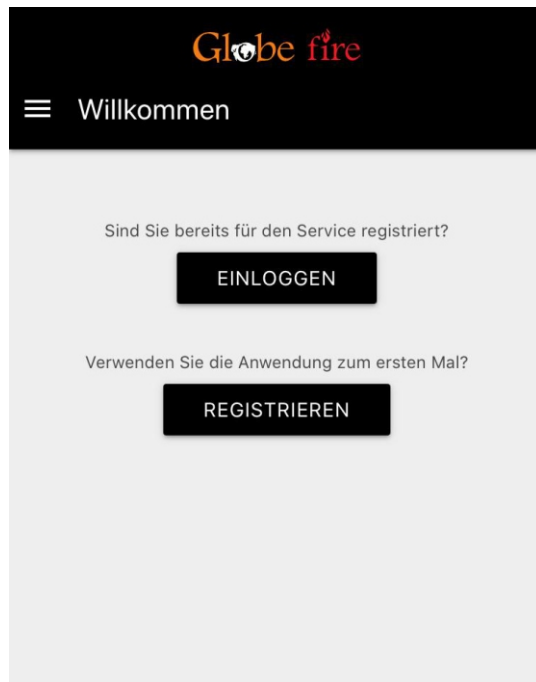 Globe fire
Willkommen
Sind Sie bereits für den Service registriert?
EINLOGGEN
Verwenden Sie die Anwendung zum ersten Mal?
REGISTRIEREN